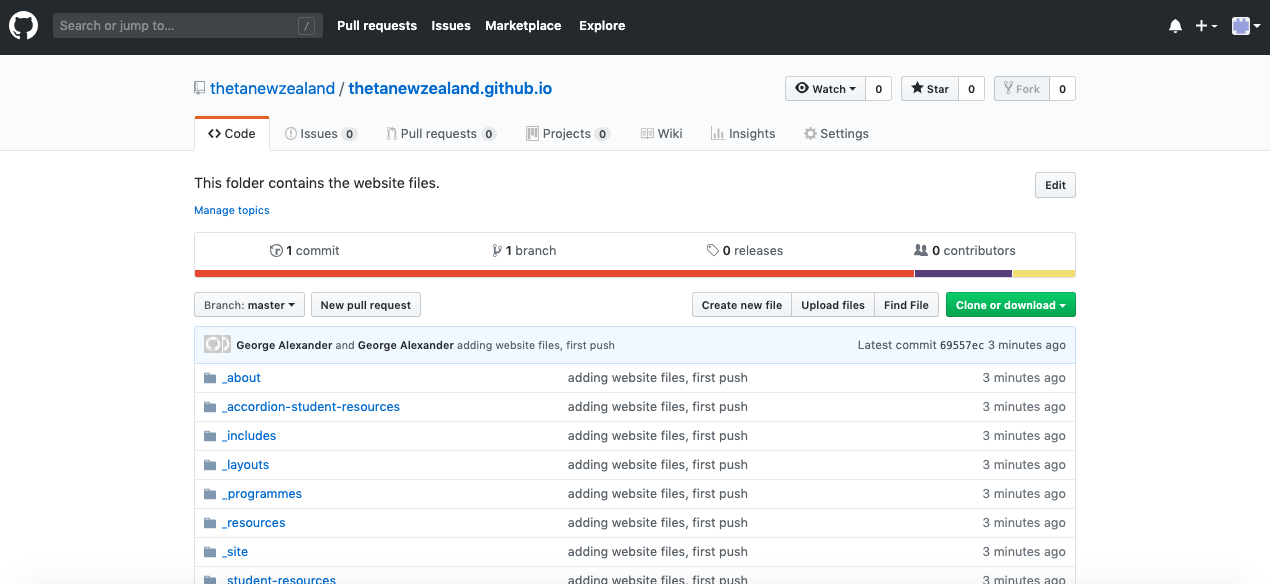 Search or jump to... / Pull requests Issues Marketplace Explore
thetanewzealand / thetanewzealand.github.io Watch 0 Star 0 Fork 0
Code Issues 0 Pull requests 0 Projects 0 Wiki Insights Settings
This folder contains the website files. Edit
Manage topics
1 commit 1 branch 0 releases 0 contributors
Branch: master New pull request Create new file Upload files Find File Clone or download
George Alexander and George Alexander adding website files, first push Latest commit 69557ec 3 minutes ago
_about adding website files, first push 3 minutes ago
_accordion-student-resources adding website files, first push 3 minutes ago
_includes adding website files, first push 3 minutes ago
_layouts adding website files, first push 3 minutes ago
_programmes adding website files, first push 3 minutes ago
_resources adding website files, first push 3 minutes ago
_site adding website files, first push 3 minutes ago
_student-resources adding website files, first push 3 minutes ago